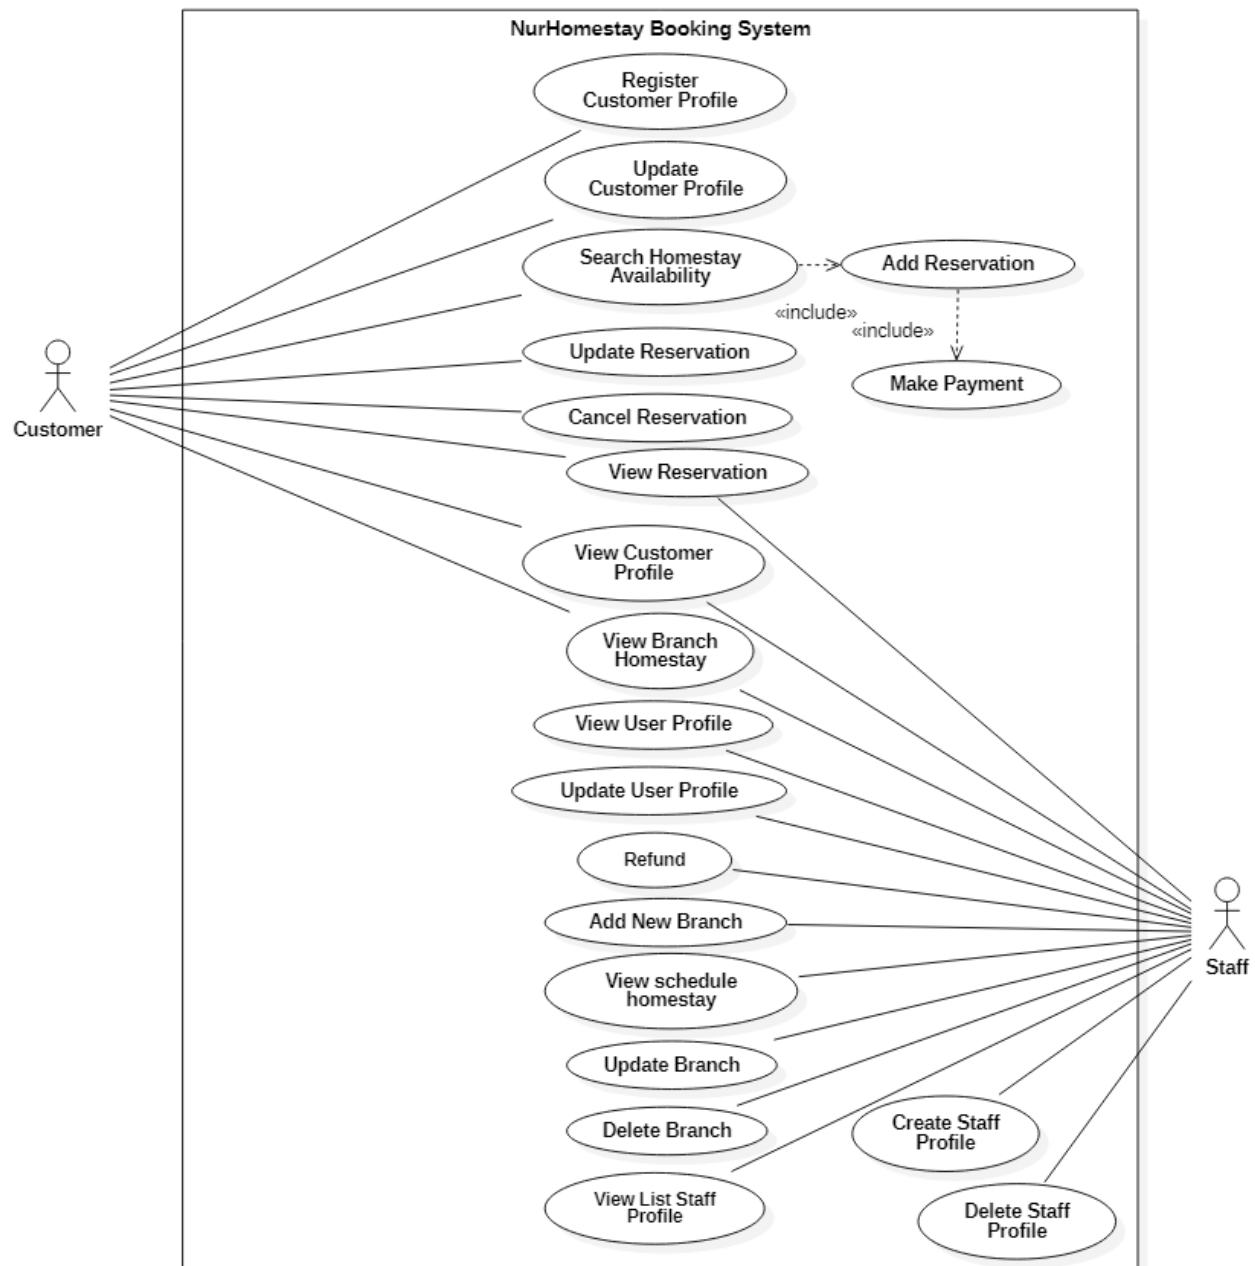 NurHomestay Booking System
Register
Customer Profile
Update
Customer Profile
Search Homestay
Availability
Add Reservation
«include»
«include»
Update Reservation
Make Payment
Cancel Reservation
Customer
View Reservation
View Customer
Profile
View Branch
Homestay
View User Profile
Update User Profile
Refund
Add New Branch
Staff
View schedule
homestay
Update Branch
Delete Branch
Create Staff
Profile
View List Staff
Profile
Delete Staff
Profile